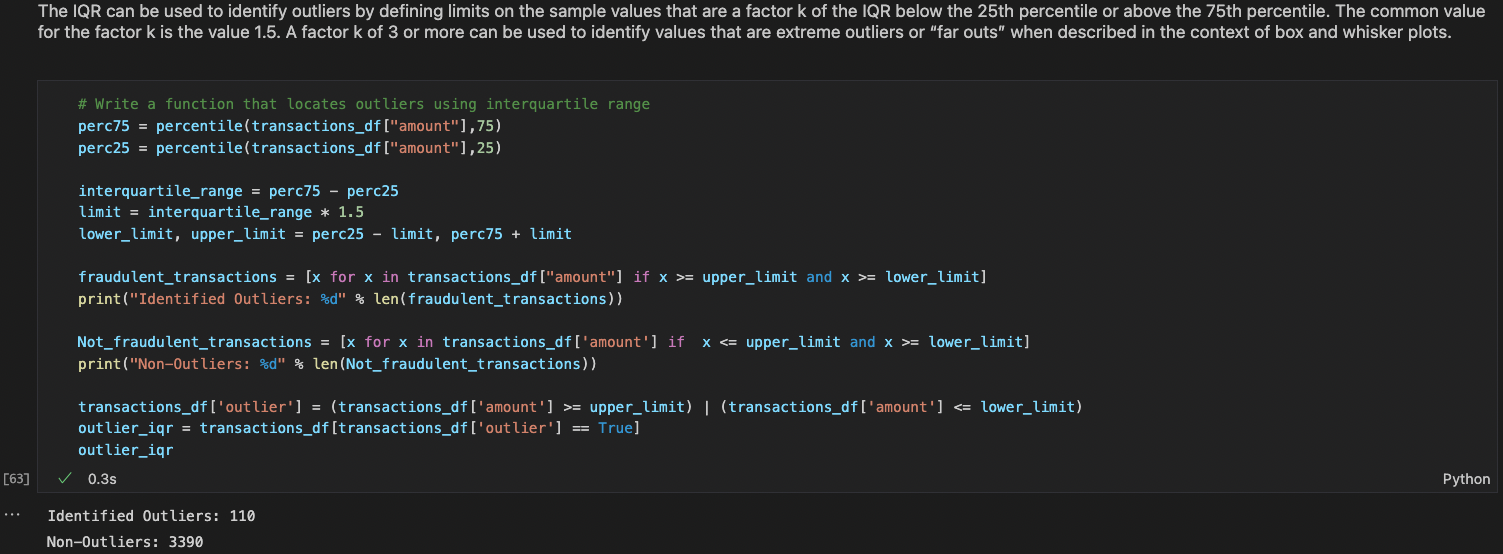 The IQR can be used to identify outliers by defining limits on the sample values that are a factor k of the IQR below the 25th percentile or above the 75th percentile. The common value
for the factor k is the value 1.5. A factor k of 3 or more can be used to identify values that are extreme outliers or “far outs” when described in the context of box and whisker plots.
# Write a function that locates outliers using interquartile range
perc75 = percentile(transactions_df["amount"],75)
perc25 = percentile(transactions_df["amount"],25)
interquartile_range = perc75 - perc25
limit = interquartile_range * 1.5
lower_limit, upper_limit = perc25 - limit, perc75 + limit
fraudulent_transactions = [x for x in transactions_df["amount"] if x >= upper_limit and x >= lower_limit]
print("Identified Outliers: %d" % len(fraudulent_transactions))
Not_fraudulent_transactions = [x for x in transactions_df['amount'] if  x <= upper_limit and x >= lower_limit]
print("Non-Outliers: %d" % len(Not_fraudulent_transactions))
transactions_df['outlier'] = (transactions_df['amount'] >= upper_limit) | (transactions_df['amount'] <= lower_limit)
outlier_iqr = transactions_df[transactions_df['outlier'] == True]
outlier_iqr
[63] ✓ 0.3s Python
... Identified Outliers: 110
Non-Outliers: 3390